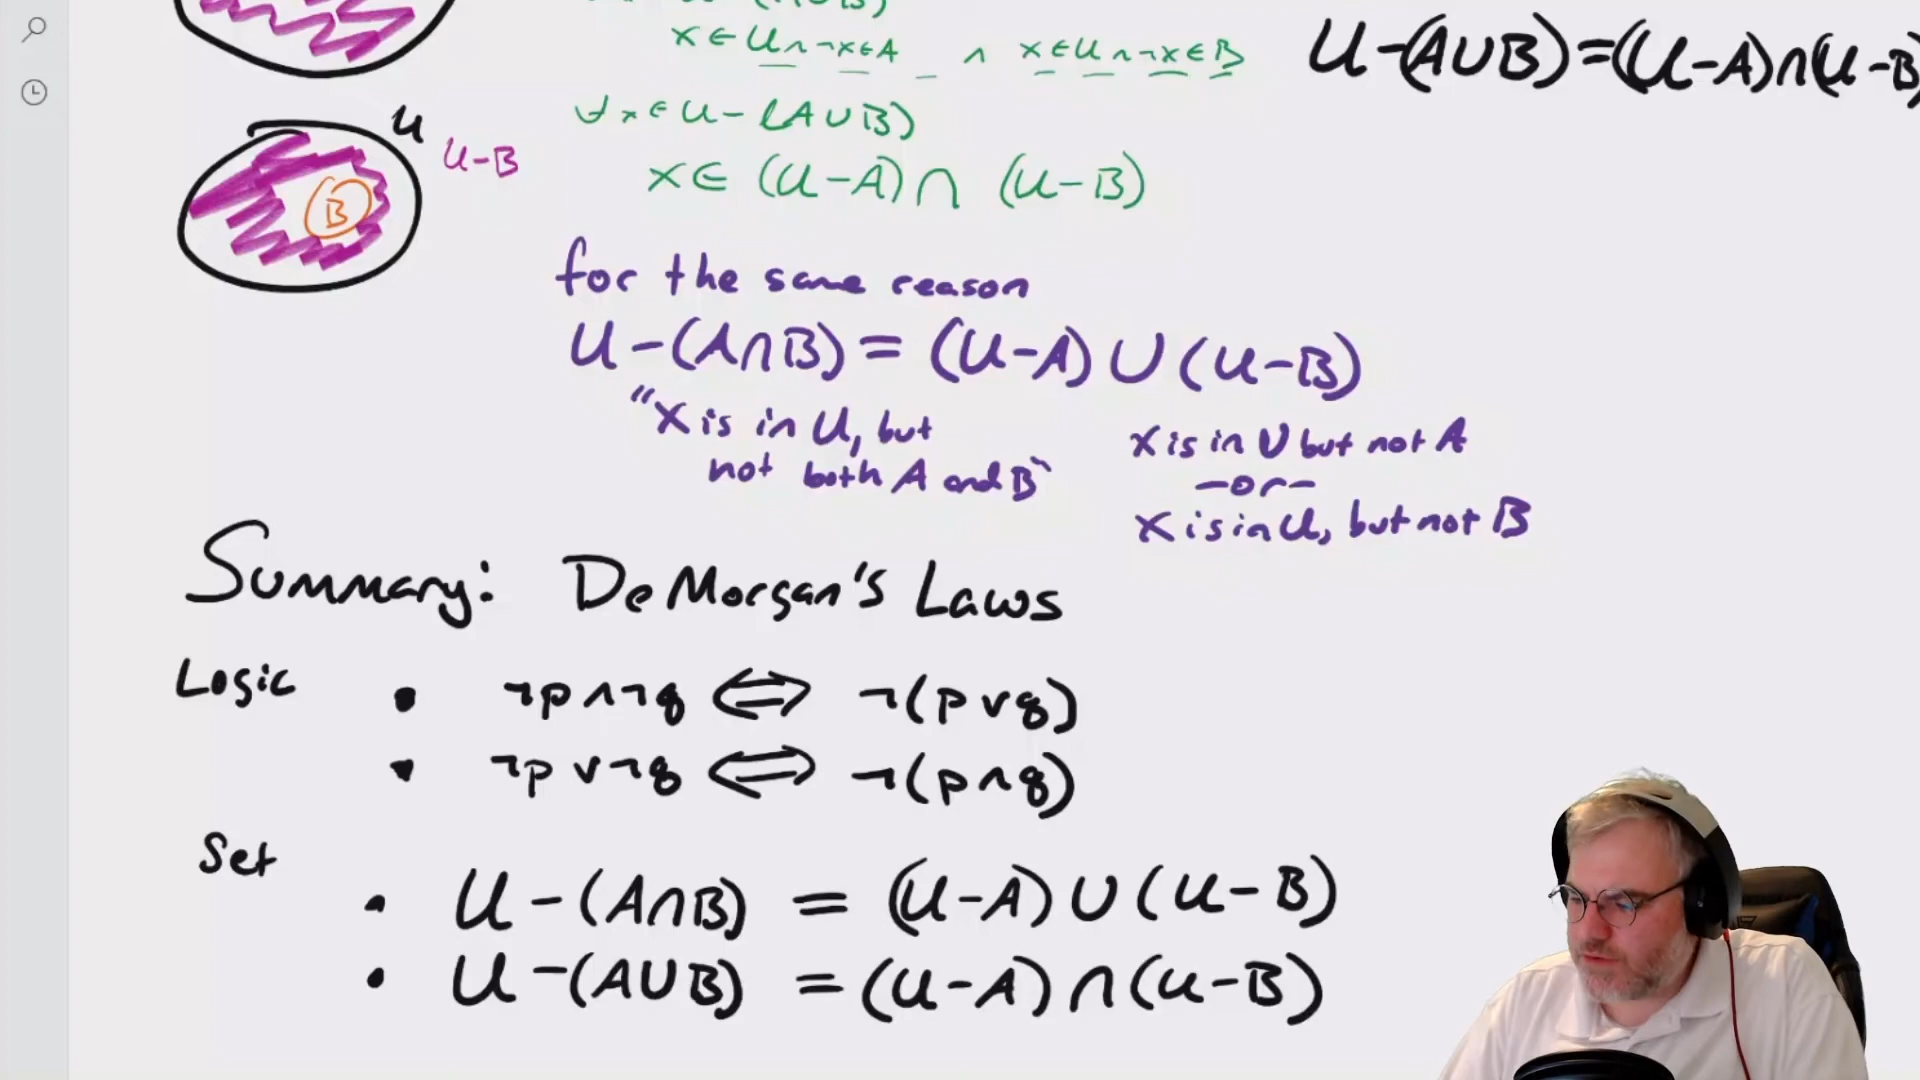 x∈U∧¬x∈A ∧ x∈U∧¬x∈B
U-(A∪B)=(U-A)∩(U-B)
U
U-B
B
∀x∈U-(A∪B)
x∈(U-A)∩(U-B)
for the same reason
U-(A∩B)=(U-A)∪(U-B)
"X is in U, but
not both A and B"
X is in U but not A
-or-
X is in U, but not B
Summary: DeMorgan's Laws
Logic
• ¬p∧¬q ⟺ ¬(p∨q)
• ¬p∨¬q ⟺ ¬(p∧q)
Set
• U-(A∩B) = (U-A)∪(U-B)
• U-(A∪B) = (U-A)∩(U-B)